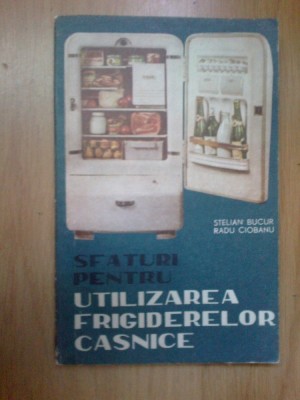 STELIAN BUCUR
RADU CIOBANU
SFATURI
PENTRU
UTILIZAREA
FRIGIDERELOR
CASNICE